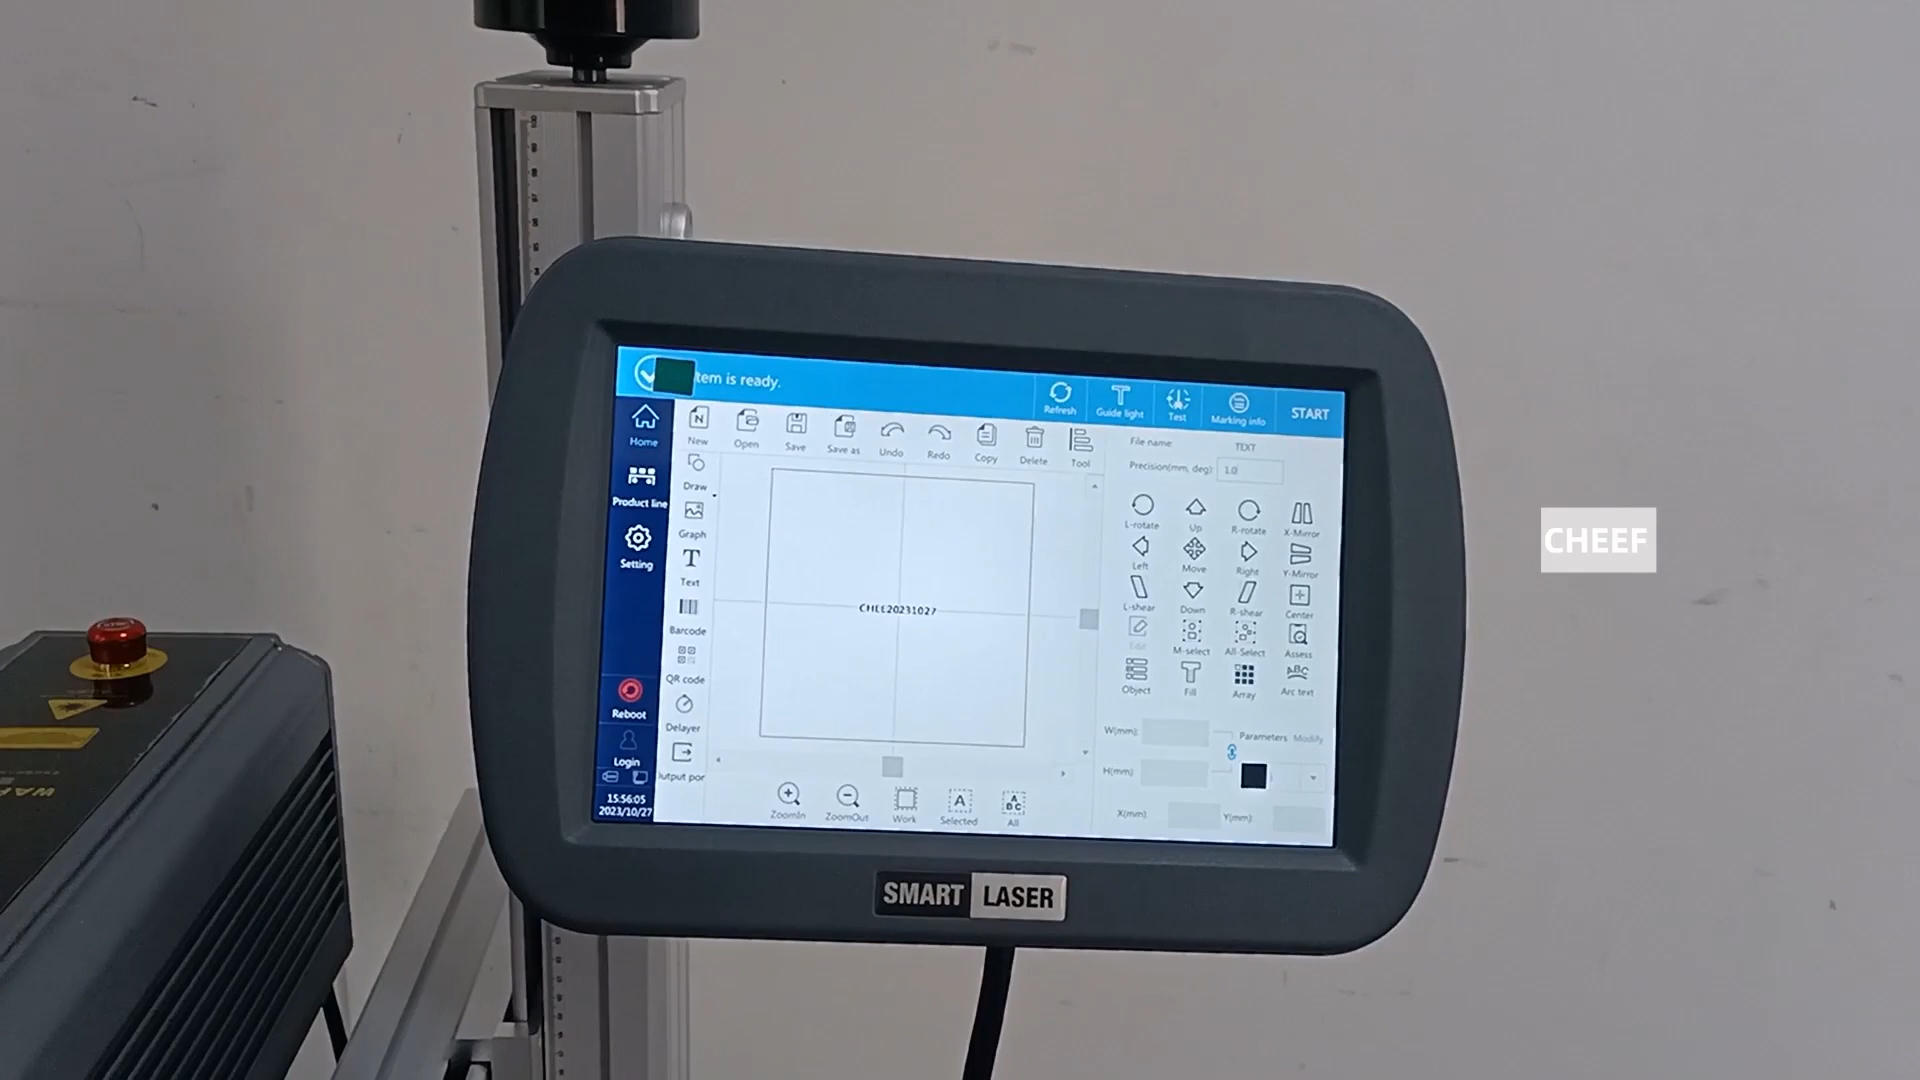 tem is ready.
Refresh
Guide light
Test
Marking info
START
Home
Product line
Setting
Reboot
Login
15:56:05
2023/10/27
New
Open
Save
Save as
Undo
Redo
Copy
Delete
Tool
Draw
Graph
Text
Barcode
QR code
Delayer
utput por
20231027
File name:
TEXT
Precision(mm, deg):
1.0
L-rotate
Up
R-rotate
X-Mirror
Left
Move
Right
Y-Mirror
L-shear
Down
R-shear
Center
Edit
M-select
All-Select
Assess
Object
Fill
Array
Arc text
W(mm):
Parameters
Modify
H(mm):
X(mm):
Y(mm):
ZoomIn
ZoomOut
Work
Selected
All
SMART LASER
CHEEF